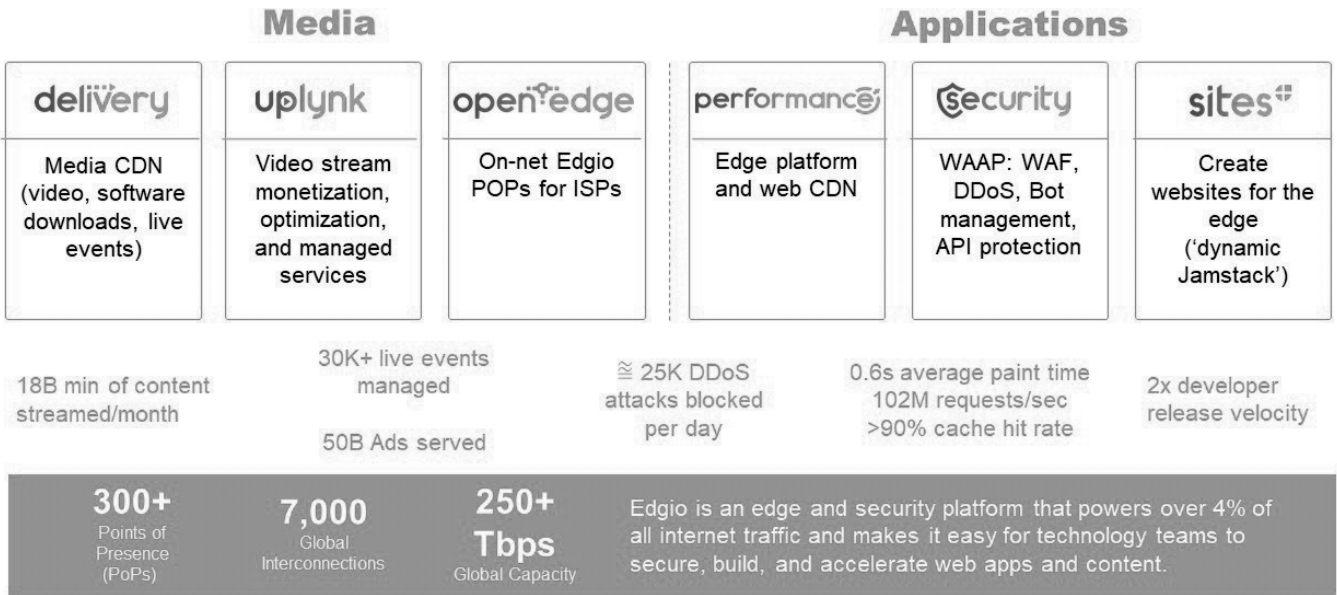 Media
Applications
delivery
Media CDN
(video, software
downloads, live
events)
uplynk
Video stream
monetization,
optimization,
and managed
services
open edge
On-net Edgio
POPs for ISPs
performance
Edge platform
and web CDN
security
WAAP: WAF,
DDoS, Bot
management,
API protection
sites
Create
websites for the
edge
(‘dynamic
Jamstack’)
18B min of content
streamed/month
30K+ live events
managed
50B Ads served
≅ 25K DDoS
attacks blocked
per day
0.6s average paint time
102M requests/sec
>90% cache hit rate
2x developer
release velocity
300+
Points of
Presence
(PoPs)
7,000
Global
Interconnections
250+
Tbps
Global Capacity
Edgio is an edge and security platform that powers over 4% of
all internet traffic and makes it easy for technology teams to
secure, build, and accelerate web apps and content.